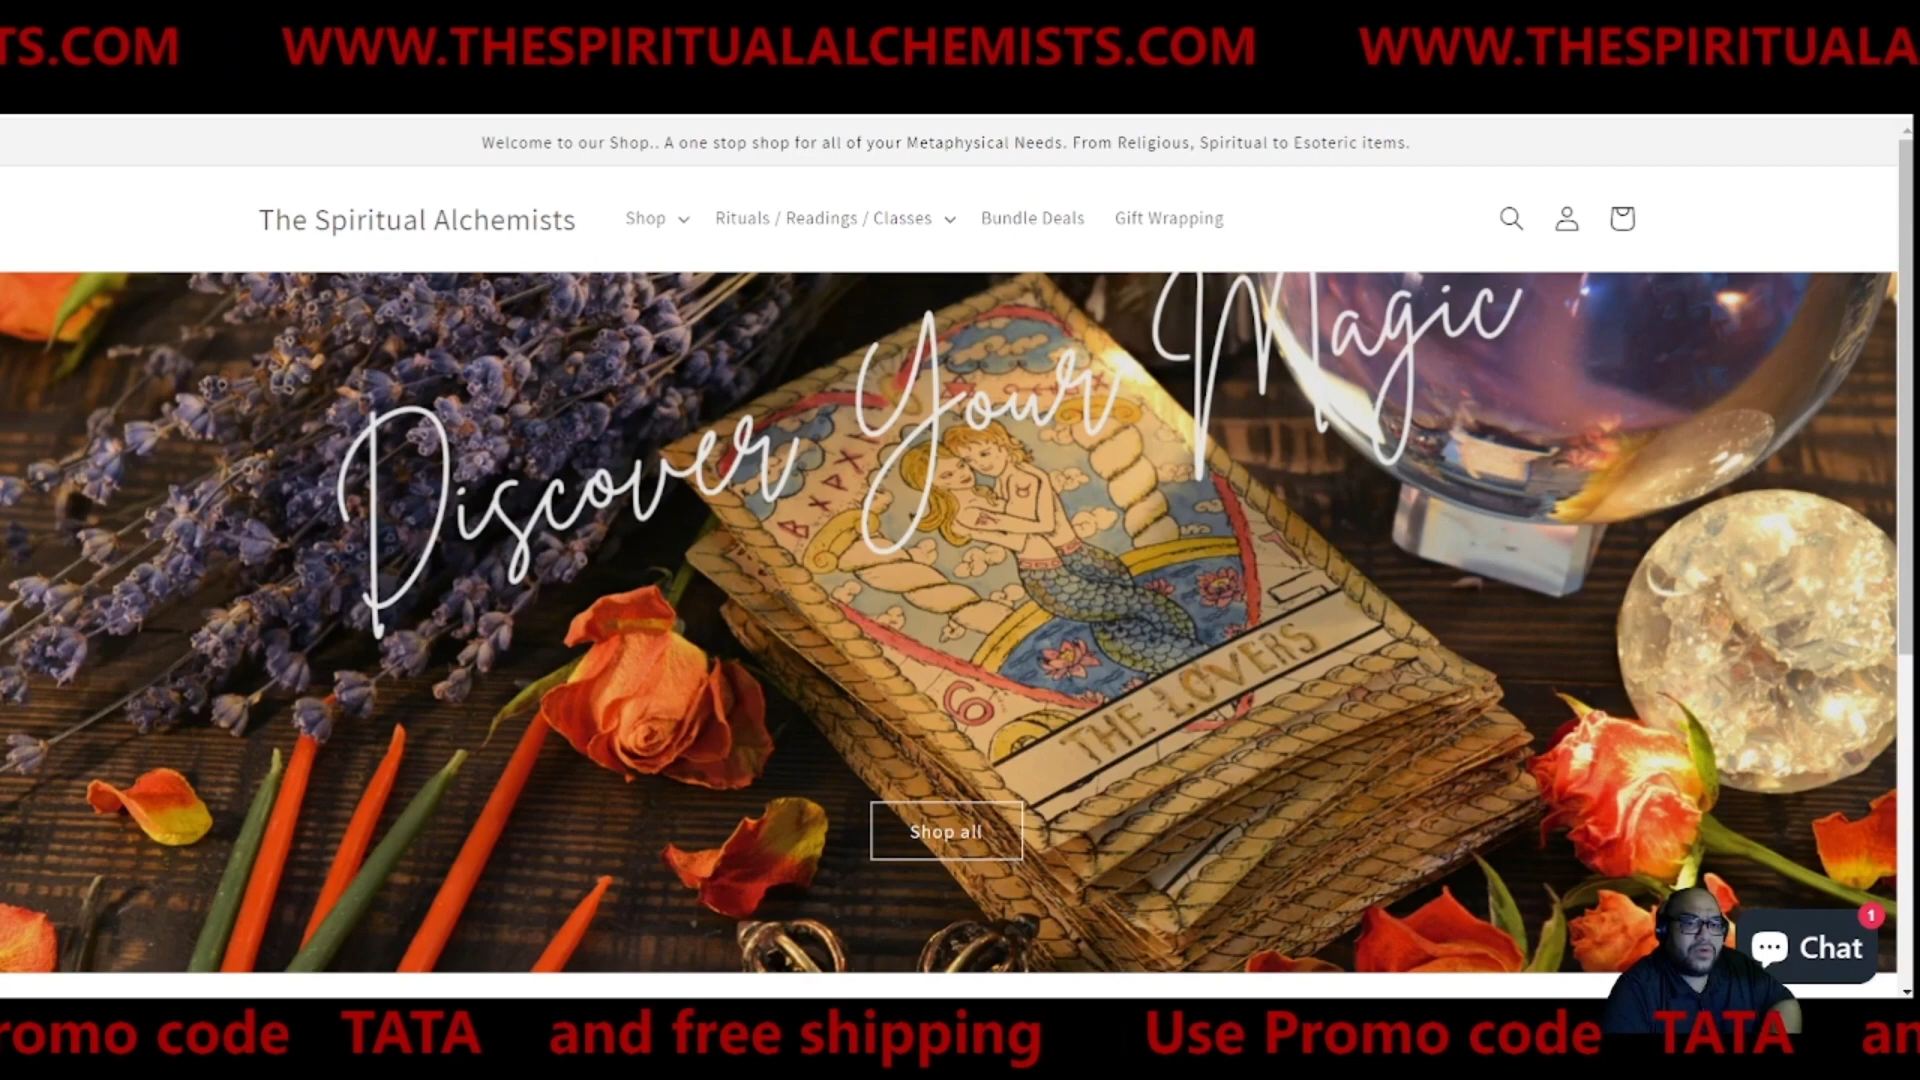 TS.COM WWW.THESPIRITUALALCHEMISTS.COM WWW.THESPIRITUALA
Welcome to our Shop.. A one stop shop for all of your Metaphysical Needs. From Religious, Spiritual to Esoteric items.
The Spiritual Alchemists Shop Rituals / Readings / Classes Bundle Deals Gift Wrapping
Discover Your Magic
6
THE LOVERS
Shop all
1
Chat
romo code TATA and free shipping Use Promo code TATA an